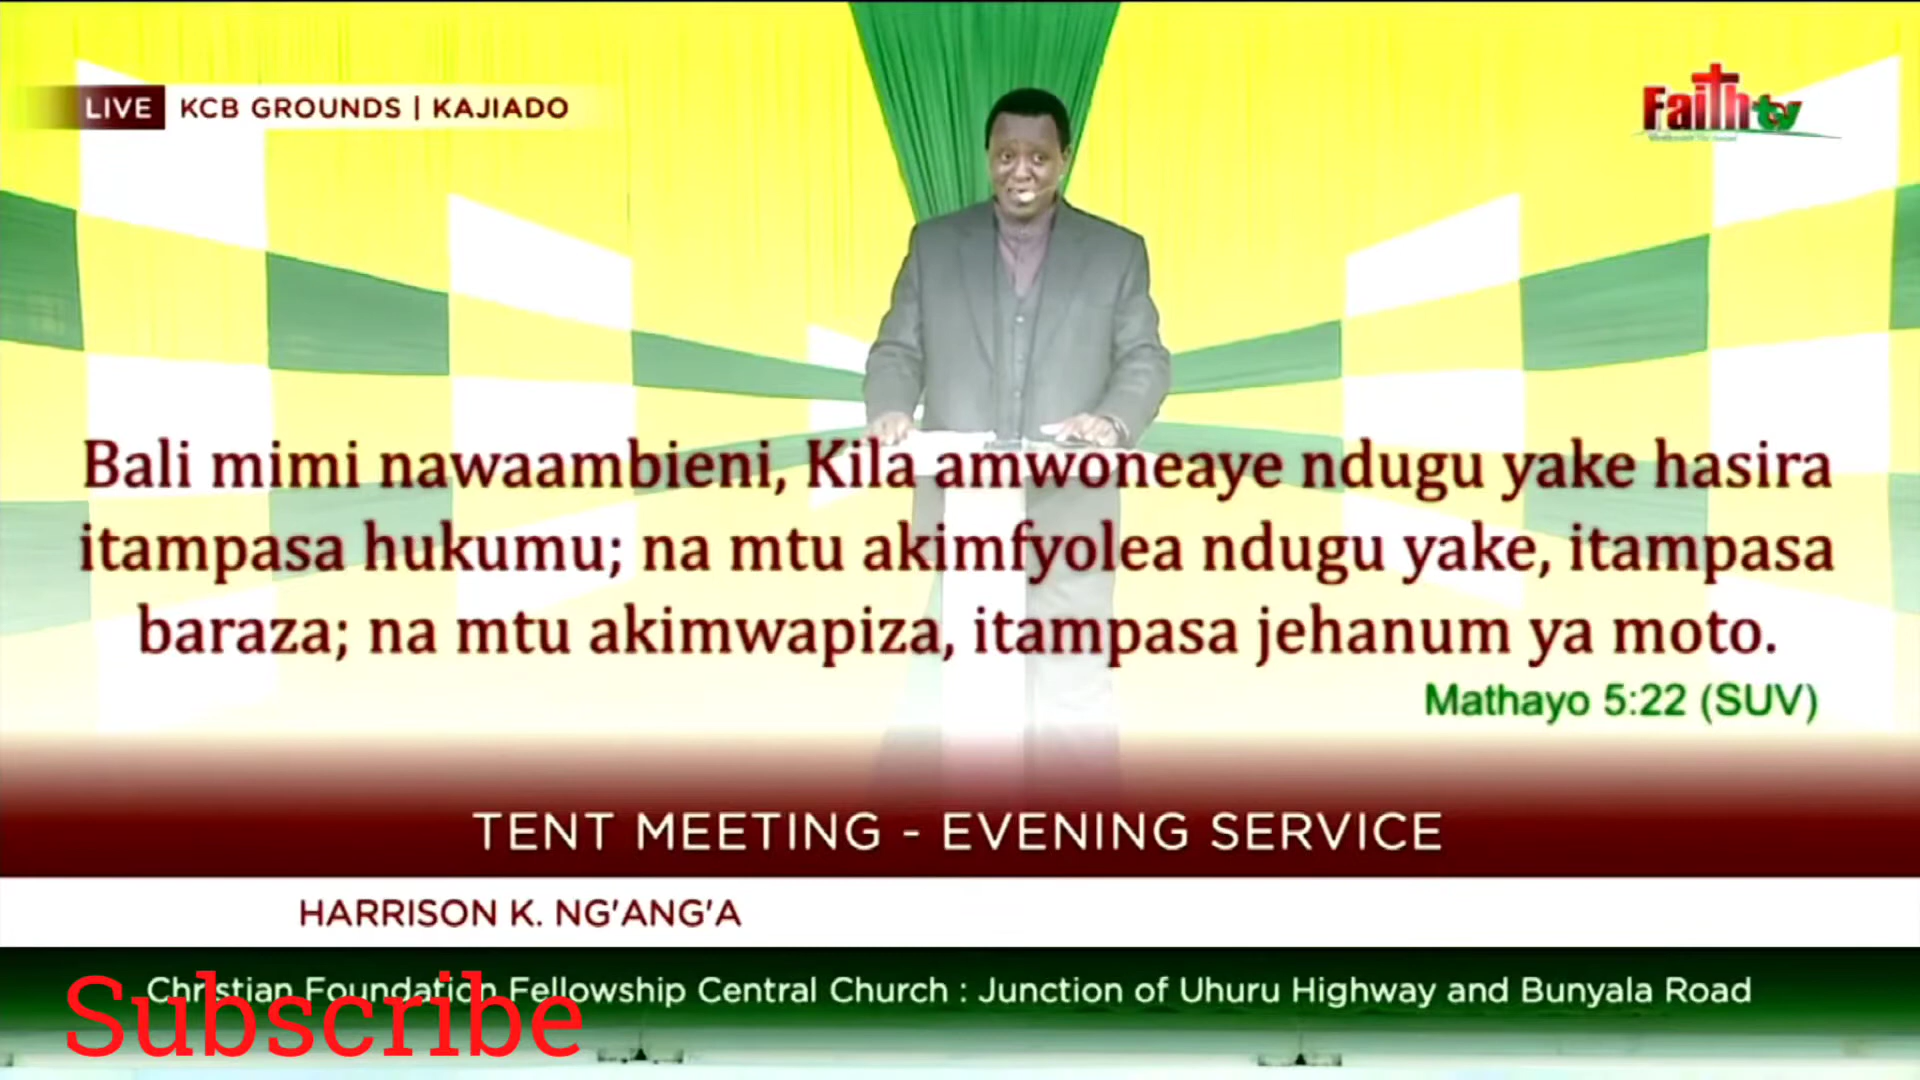 LIVE KCB GROUNDS | KAJIADO
Faith tv
Bali mimi nawaambieni, Kila amwoneaye ndugu yake hasira
itampasa hukumu; na mtu akimfyolea ndugu yake, itampasa
baraza; na mtu akimwapiza, itampasa jehanum ya moto.
Mathayo 5:22 (SUV)
TENT MEETING - EVENING SERVICE
HARRISON K. NG'ANG'A
Christian Foundation Fellowship Central Church : Junction of Uhuru Highway and Bunyala Road
Subscribe